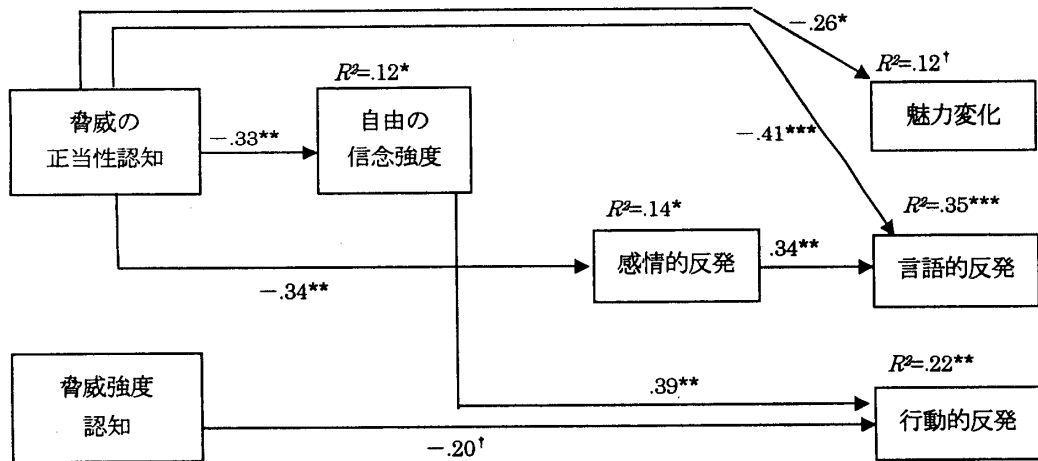 −.26*
R²=.12*
R²=.12†
脅威の
正当性認知
−.33**
自由の
信念強度
−.41***
魅力変化
R²=.14*
R²=.35***
感情的反発
.34**
言語的反発
−.34**
脅威強度
認知
R²=.22**
.39**
行動的反発
−.20†